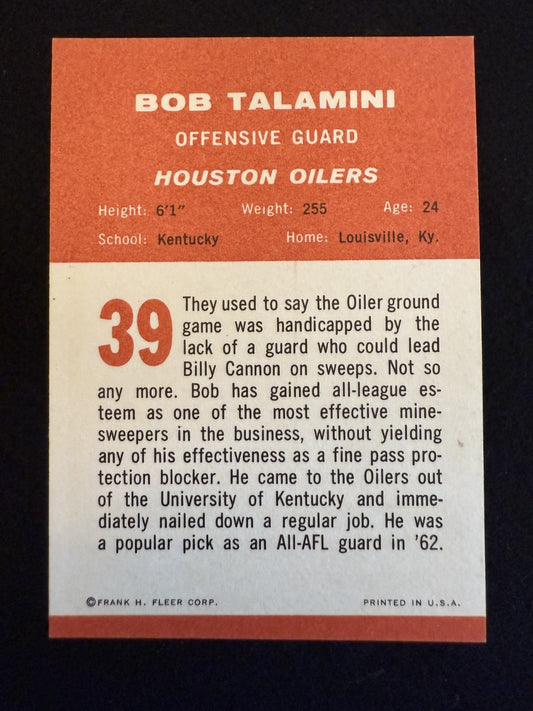 BOB TALAMINI
OFFENSIVE GUARD
HOUSTON OILERS
Height: 6'1" Weight: 255 Age: 24
School: Kentucky Home: Louisville, Ky.
39
They used to say the Oiler ground
game was handicapped by the
lack of a guard who could lead
Billy Cannon on sweeps. Not so
any more. Bob has gained all-league es-
teem as one of the most effective mine-
sweepers in the business, without yielding
any of his effectiveness as a fine pass pro-
tection blocker. He came to the Oilers out
of the University of Kentucky and imme-
diately nailed down a regular job. He was
a popular pick as an All-AFL guard in '62.
©FRANK H. FLEER CORP. PRINTED IN U.S.A.